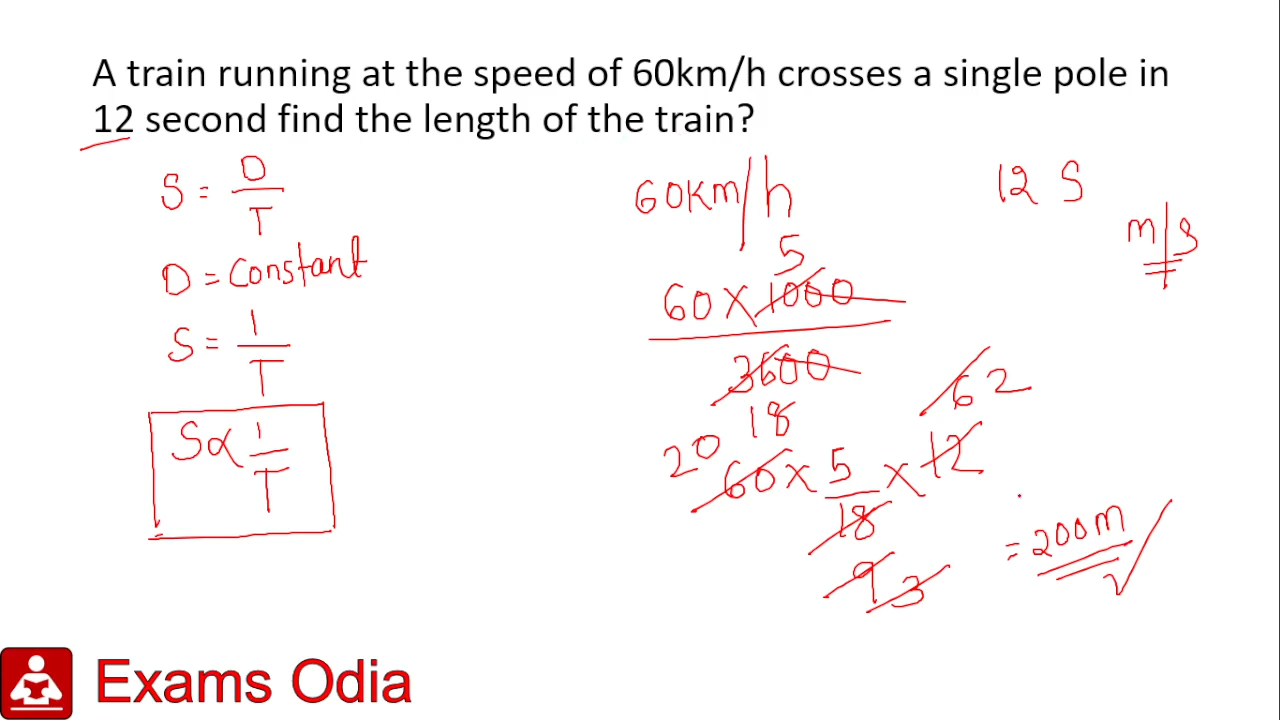 A train running at the speed of 60km/h crosses a single pole in
12 second find the length of the train?
S = D/T
D = Constant
S = 1/T
S∝ 1/T
60km/h
12 S
m/s
5
60 X 1000
3600
18
6 2
20 60 X 5/18 X 12
9 3
= 200m
Exams Odia